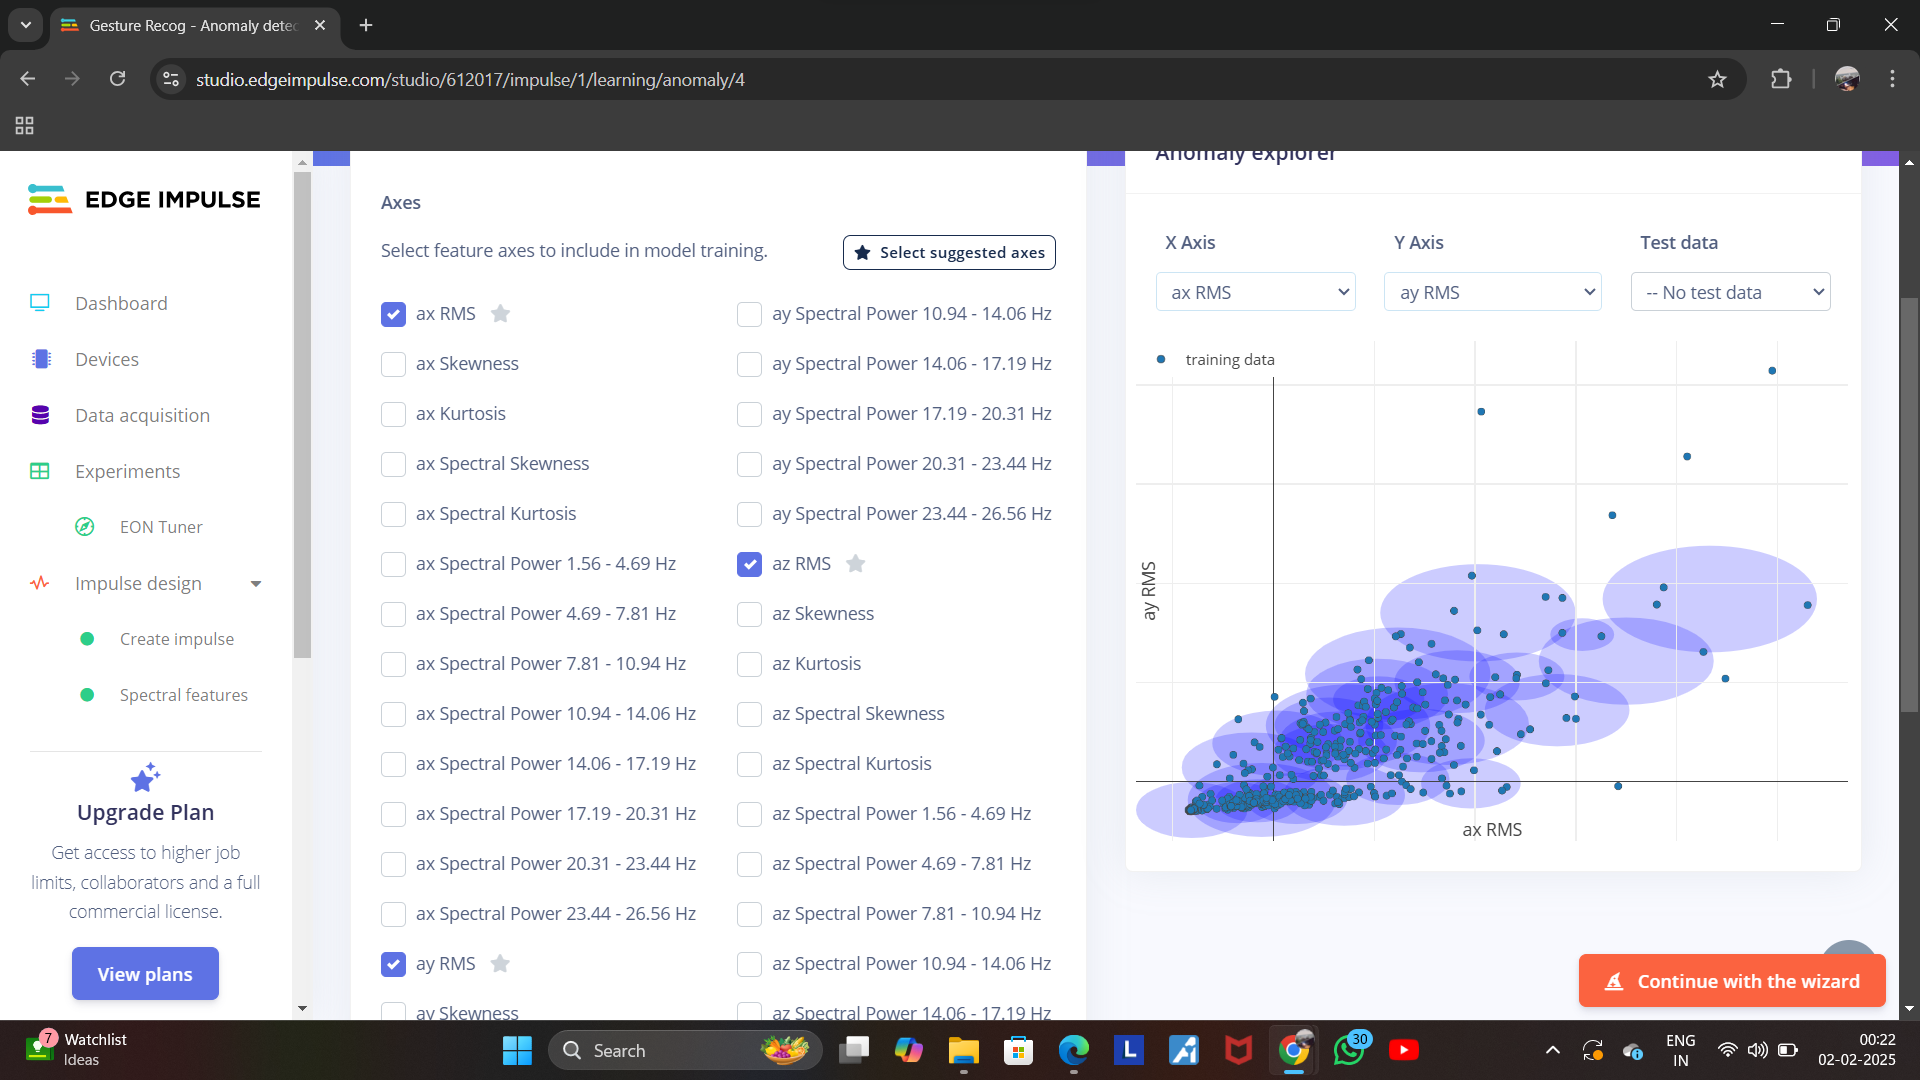 Gesture Recog - Anomaly detec
studio.edgeimpulse.com/studio/612017/impulse/1/learning/anomaly/4
EDGE IMPULSE
Dashboard
Devices
Data acquisition
Experiments
EON Tuner
Impulse design
Create impulse
Spectral features
Upgrade Plan
Get access to higher job
limits, collaborators and a full
commercial license.
View plans
Axes
Select feature axes to include in model training.
Select suggested axes
ax RMS
ax Skewness
ax Kurtosis
ax Spectral Skewness
ax Spectral Kurtosis
ax Spectral Power 1.56 - 4.69 Hz
ax Spectral Power 4.69 - 7.81 Hz
ax Spectral Power 7.81 - 10.94 Hz
ax Spectral Power 10.94 - 14.06 Hz
ax Spectral Power 14.06 - 17.19 Hz
ax Spectral Power 17.19 - 20.31 Hz
ax Spectral Power 20.31 - 23.44 Hz
ax Spectral Power 23.44 - 26.56 Hz
ay RMS
ay Skewness
ay Spectral Power 10.94 - 14.06 Hz
ay Spectral Power 14.06 - 17.19 Hz
ay Spectral Power 17.19 - 20.31 Hz
ay Spectral Power 20.31 - 23.44 Hz
ay Spectral Power 23.44 - 26.56 Hz
az RMS
az Skewness
az Kurtosis
az Spectral Skewness
az Spectral Kurtosis
az Spectral Power 1.56 - 4.69 Hz
az Spectral Power 4.69 - 7.81 Hz
az Spectral Power 7.81 - 10.94 Hz
az Spectral Power 10.94 - 14.06 Hz
az Spectral Power 14.06 - 17.19 Hz
Anomaly explorer
X Axis
Y Axis
Test data
ax RMS
ay RMS
-- No test data
training data
ay RMS
ax RMS
Continue with the wizard
7
Watchlist
Ideas
Search
L
30
ENG
IN
00:22
02-02-2025